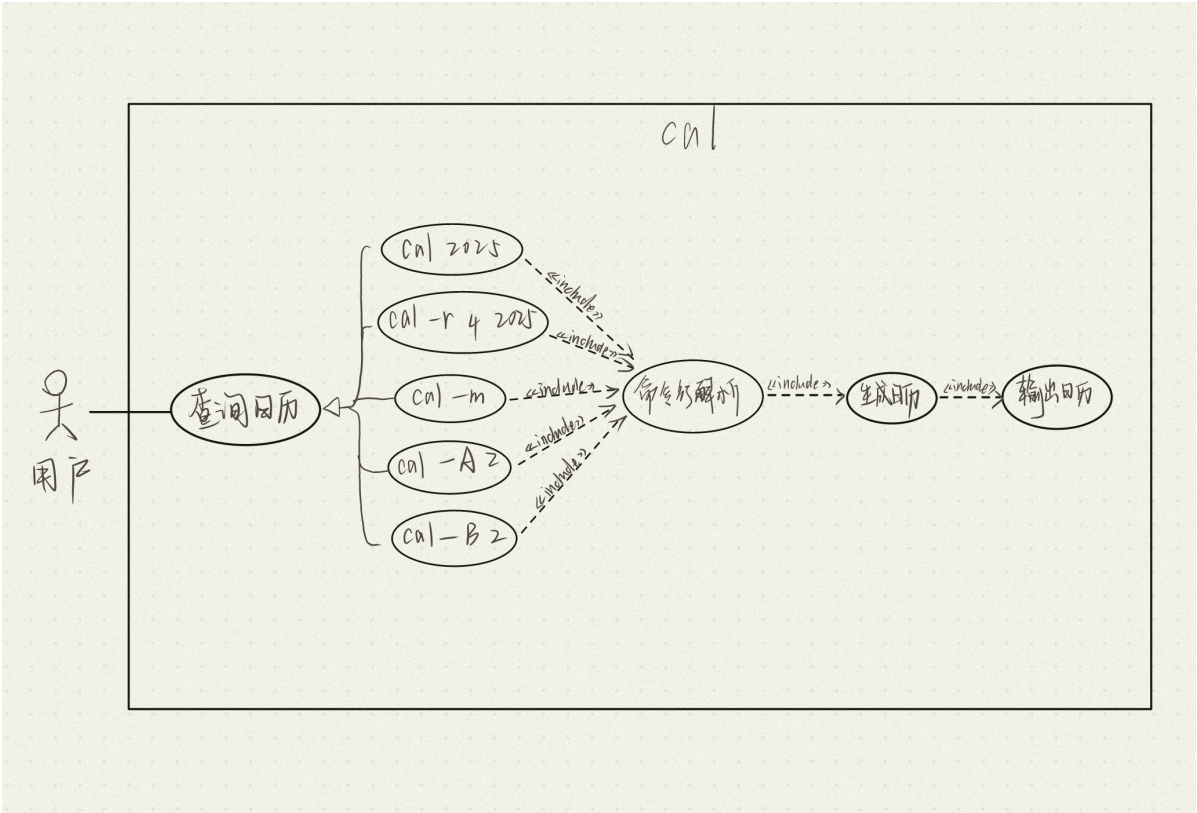 cal
cal 2025
«include»
cal -r 4 2025
«include»
用户
查询日历
cal -m
«include»
命令行解析
«include»
生成日历
«include»
输出日历
cal -A 2
«include»
cal -B 2
«include»